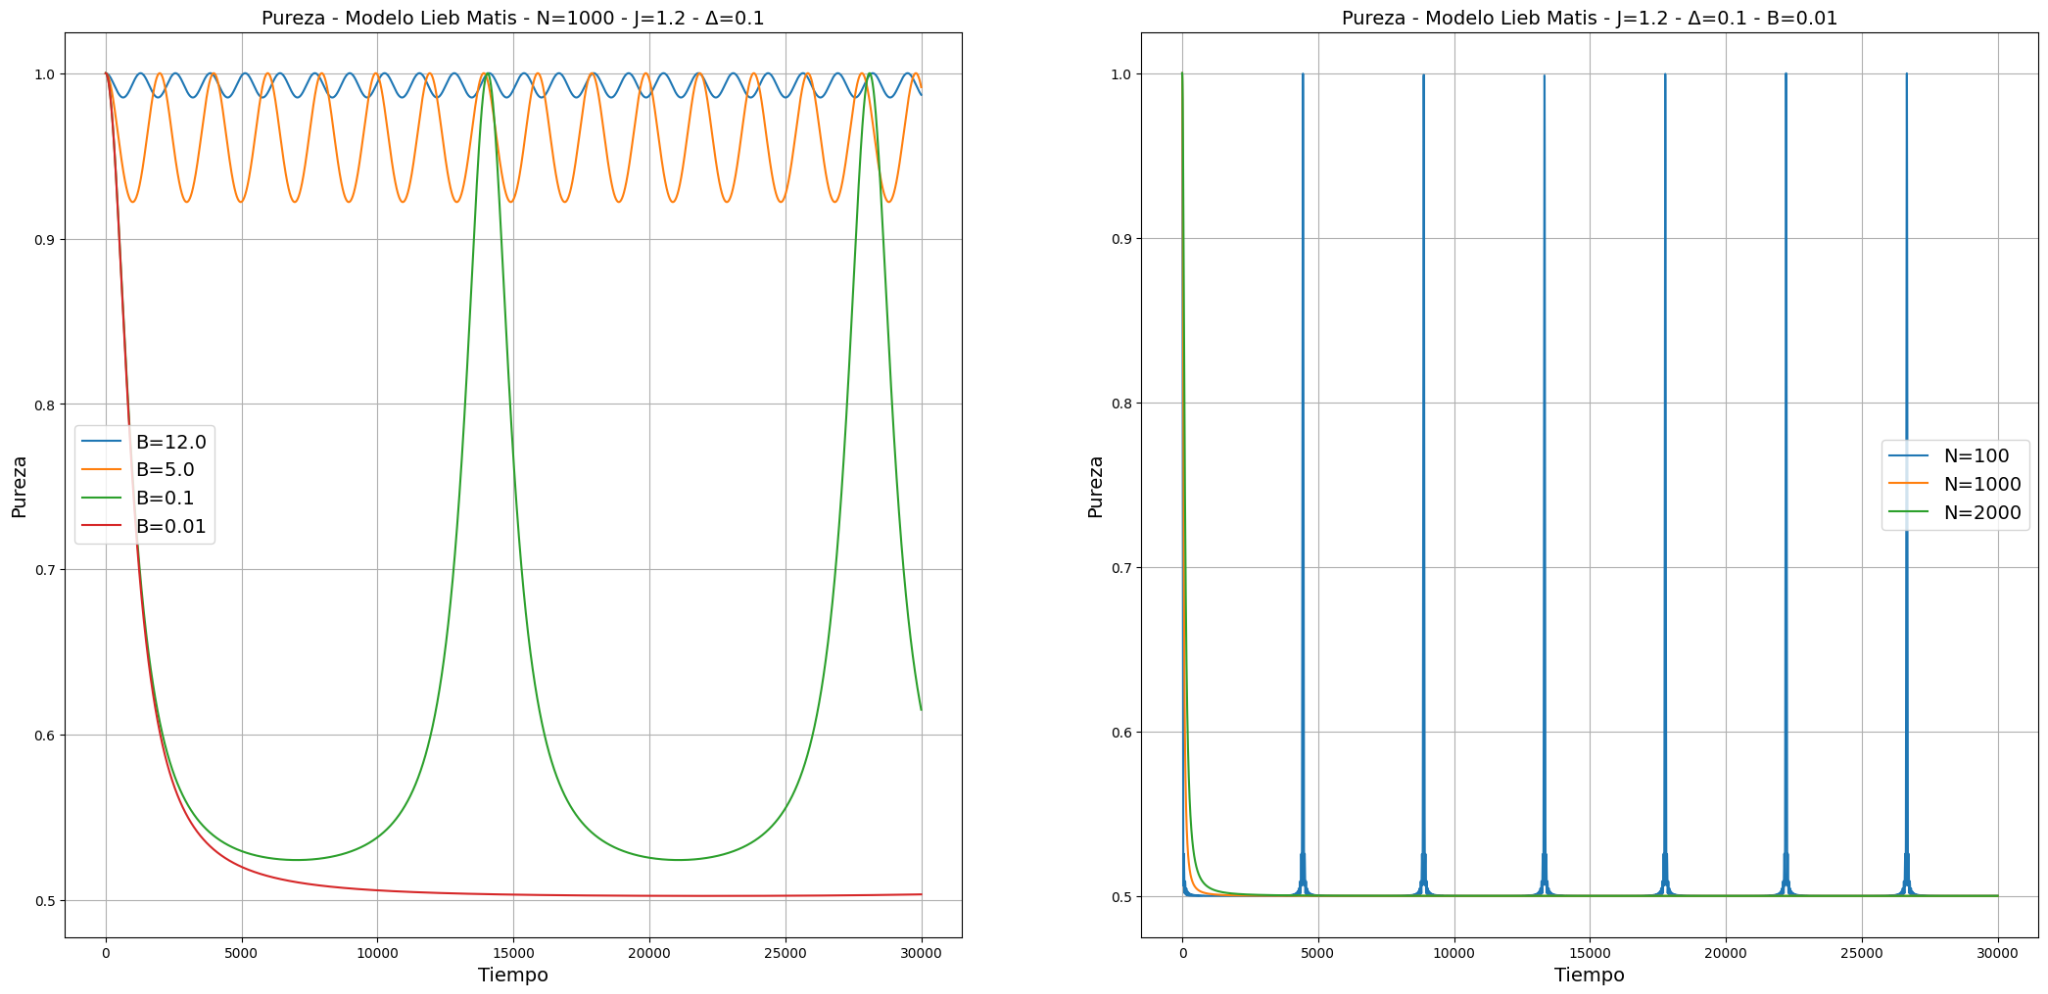 Pureza - Modelo Lieb Matis - N=1000 - J=1.2 - Δ=0.1
1.0
0.9
0.8
0.7
0.6
0.5
Pureza
B=12.0
B=5.0
B=0.1
B=0.01
0
5000
10000
15000
20000
25000
30000
Tiempo
Pureza - Modelo Lieb Matis - J=1.2 - Δ=0.1 - B=0.01
1.0
0.9
0.8
0.7
0.6
0.5
Pureza
N=100
N=1000
N=2000
0
5000
10000
15000
20000
25000
30000
Tiempo